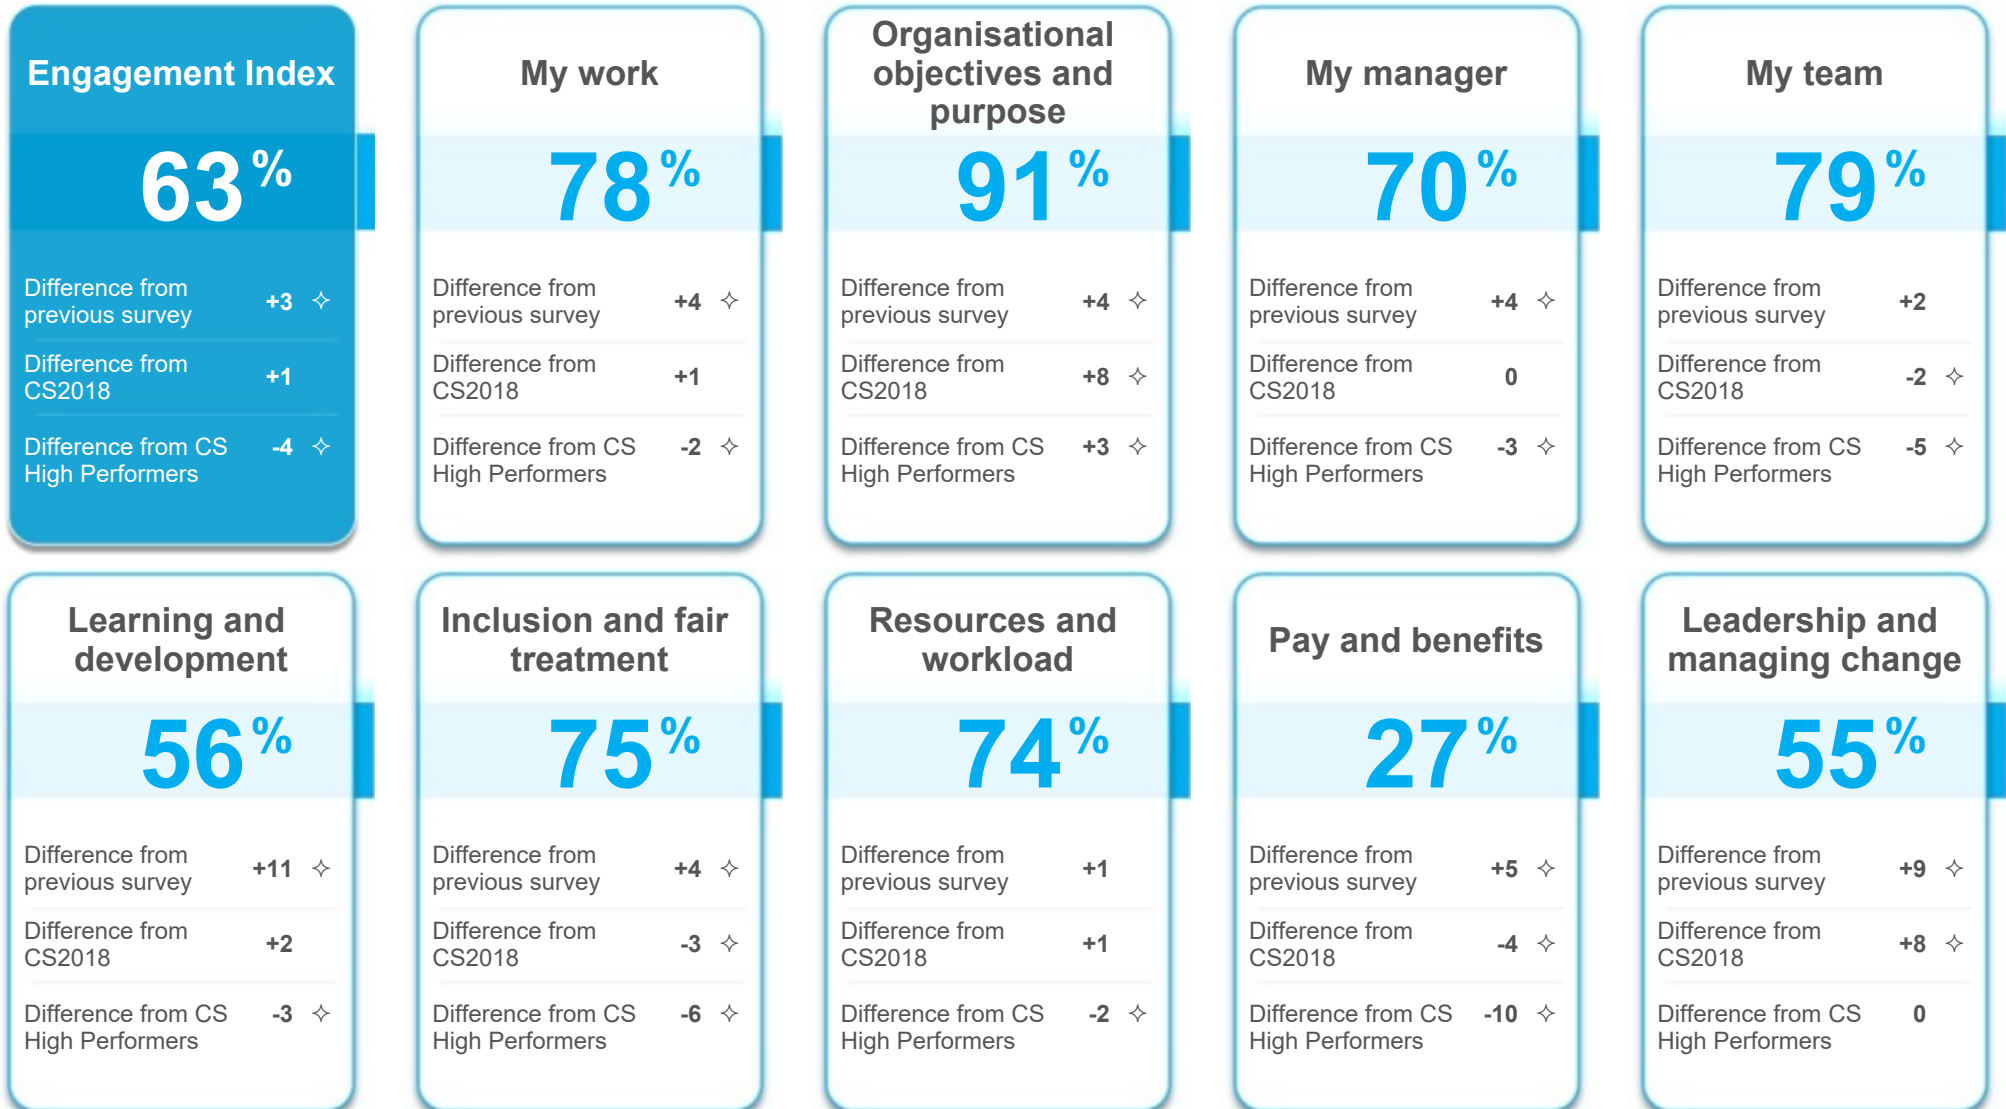 Engagement Index
63%
Difference from
previous survey +3 ✧
Difference from
CS2018 +1
Difference from CS
High Performers -4 ✧
My work
78%
Difference from
previous survey +4 ✧
Difference from
CS2018 +1
Difference from CS
High Performers -2 ✧
Organisational
objectives and
purpose
91%
Difference from
previous survey +4 ✧
Difference from
CS2018 +8 ✧
Difference from CS
High Performers +3 ✧
My manager
70%
Difference from
previous survey +4 ✧
Difference from
CS2018 0
Difference from CS
High Performers -3 ✧
My team
79%
Difference from
previous survey +2
Difference from
CS2018 -2 ✧
Difference from CS
High Performers -5 ✧
Learning and
development
56%
Difference from
previous survey +11 ✧
Difference from
CS2018 +2
Difference from CS
High Performers -3 ✧
Inclusion and fair
treatment
75%
Difference from
previous survey +4 ✧
Difference from
CS2018 -3 ✧
Difference from CS
High Performers -6 ✧
Resources and
workload
74%
Difference from
previous survey +1
Difference from
CS2018 +1
Difference from CS
High Performers -2 ✧
Pay and benefits
27%
Difference from
previous survey +5 ✧
Difference from
CS2018 -4 ✧
Difference from CS
High Performers -10 ✧
Leadership and
managing change
55%
Difference from
previous survey +9 ✧
Difference from
CS2018 +8 ✧
Difference from CS
High Performers 0